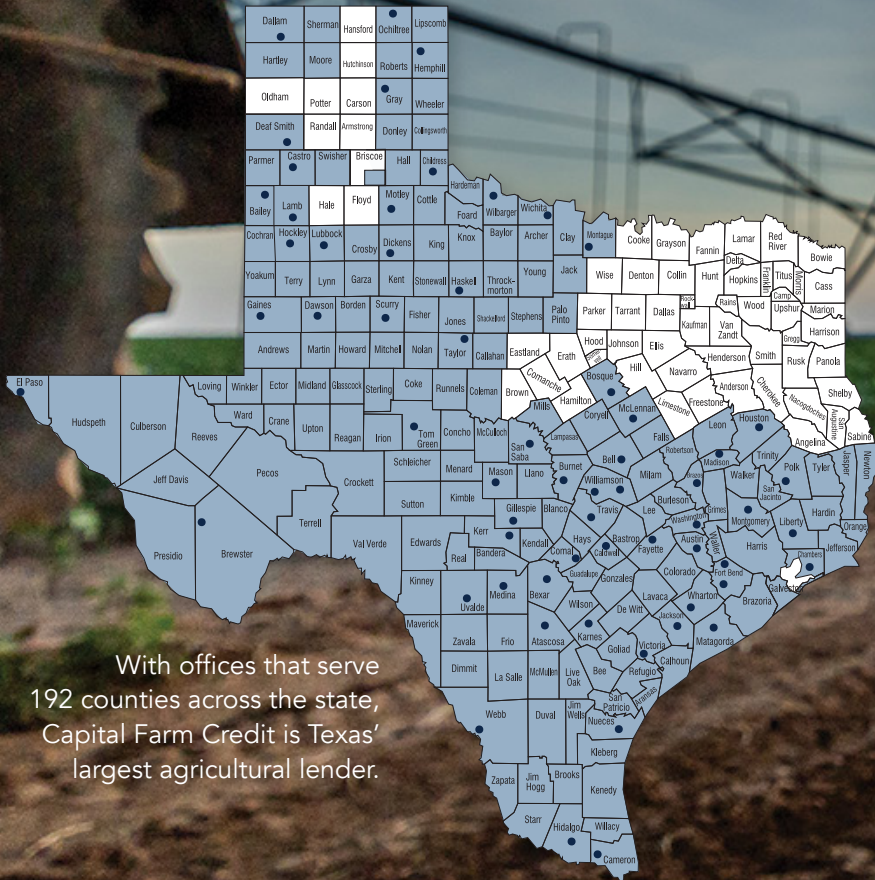 Dallam
Sherman
Hansford
Ochiltree
Lipscomb
Hartley
Moore
Hutchinson
Roberts
Hemphill
Oldham
Potter
Carson
Gray
Wheeler
Deaf Smith
Randall
Armstrong
Donley
Collingsworth
Parmer
Castro
Swisher
Briscoe
Hall
Childress
Bailey
Lamb
Hale
Floyd
Motley
Cottle
Hardeman
Foard
Wilbarger
Wichita
Cochran
Hockley
Lubbock
Crosby
Dickens
King
Knox
Baylor
Archer
Clay
Montague
Cooke
Grayson
Fannin
Lamar
Red
River
Bowie
Yoakum
Terry
Lynn
Garza
Kent
Stonewall
Haskell
Throck-
morton
Young
Jack
Wise
Denton
Collin
Hunt
Delta
Hopkins
Franklin
Titus
Morris
Cass
Camp
Gaines
Dawson
Borden
Scurry
Fisher
Jones
Shackelford
Stephens
Palo
Pinto
Parker
Tarrant
Dallas
Rock-
wall
Kaufman
Rains
Wood
Upshur
Marion
Van
Zandt
Gregg
Harrison
Andrews
Martin
Howard
Mitchell
Nolan
Taylor
Callahan
Eastland
Erath
Hood
Johnson
Ellis
Henderson
Smith
Rusk
Panola
El Paso
Hudspeth
Culberson
Reeves
Loving
Winkler
Ector
Midland
Glasscock
Sterling
Coke
Runnels
Coleman
Brown
Comanche
Hamilton
Bosque
Hill
Navarro
Freestone
Limestone
Anderson
Cherokee
Nacogdoches
Shelby
San
Augustine
Sabine
Angelina
Ward
Crane
Upton
Reagan
Irion
Tom
Green
Concho
McCulloch
San
Saba
Mills
Lampasas
Coryell
McLennan
Falls
Robertson
Leon
Houston
Madison
Trinity
Polk
Tyler
Jasper
Newton
Jeff Davis
Pecos
Crockett
Schleicher
Menard
Mason
Llano
Burnet
Bell
Williamson
Milam
Brazos
Walker
San
Jacinto
Hardin
Orange
Presidio
Brewster
Terrell
Val Verde
Sutton
Kimble
Gillespie
Blanco
Travis
Lee
Burleson
Grimes
Washington
Montgomery
Liberty
Jefferson
Edwards
Kerr
Real
Bandera
Kendall
Comal
Hays
Caldwell
Bastrop
Fayette
Austin
Waller
Harris
Chambers
Kinney
Uvalde
Medina
Bexar
Guadalupe
Gonzales
Colorado
Fort Bend
Galveston
Brazoria
Maverick
Zavala
Frio
Atascosa
Wilson
Karnes
De Witt
Lavaca
Jackson
Wharton
Matagorda
Dimmit
La Salle
McMullen
Live
Oak
Bee
Goliad
Victoria
Calhoun
Refugio
Aransas
San
Patricio
Webb
Duval
Jim
Wells
Nueces
Kleberg
Zapata
Jim
Hogg
Brooks
Kenedy
Starr
Hidalgo
Willacy
Cameron
With offices that serve
192 counties across the state,
Capital Farm Credit is Texas’
largest agricultural lender.